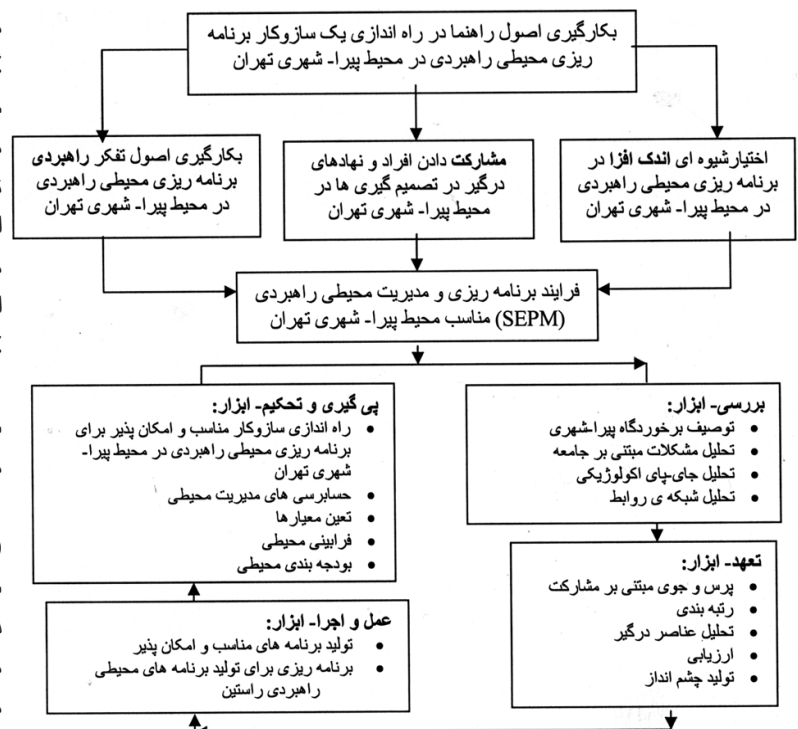 بکارگیری اصول راهنما در راه اندازی یک سازوکار برنامه
ریزی محیطی راهبردی در محیط پیرا- شهری تهران
اختیارشیوه ای اندک افزا در
برنامه ریزی محیطی راهبردی
در محیط پیرا- شهری تهران
مشارکت دادن افراد و نهادهای
درگیر در تصمیم گیری ها در
محیط پیرا- شهری تهران
بکارگیری اصول تفکر راهبردی
برنامه ریزی محیطی راهبردی
در محیط پیرا- شهری تهران
فرایند برنامه ریزی و مدیریت محیطی راهبردی
(SEPM) مناسب محیط پیرا- شهری تهران
بررسی- ابزار:
• توصیف برخوردگاه پیرا-شهری
• تحلیل مشکلات مبتنی بر جامعه
• تحلیل جای-پای اکولوژیکی
• تحلیل شبکه ی روابط
تعهد- ابزار:
• پرس و جوی مبتنی بر مشارکت
• رتبه بندی
• تحلیل عناصر درگیر
• ارزیابی
• تولید چشم انداز
عمل و اجرا- ابزار:
• تولید برنامه های مناسب و امکان پذیر
• برنامه ریزی برای تولید برنامه های محیطی
راهبردی راستین
پی گیری و تحکیم- ابزار:
• راه اندازی سازوکار مناسب و امکان پذیر برای
برنامه ریزی محیطی راهبردی در محیط پیرا-
شهری تهران
• حسابرسی های مدیریت محیطی
• تعین معیارها
• فرابینی محیطی
• بودجه بندی محیطی